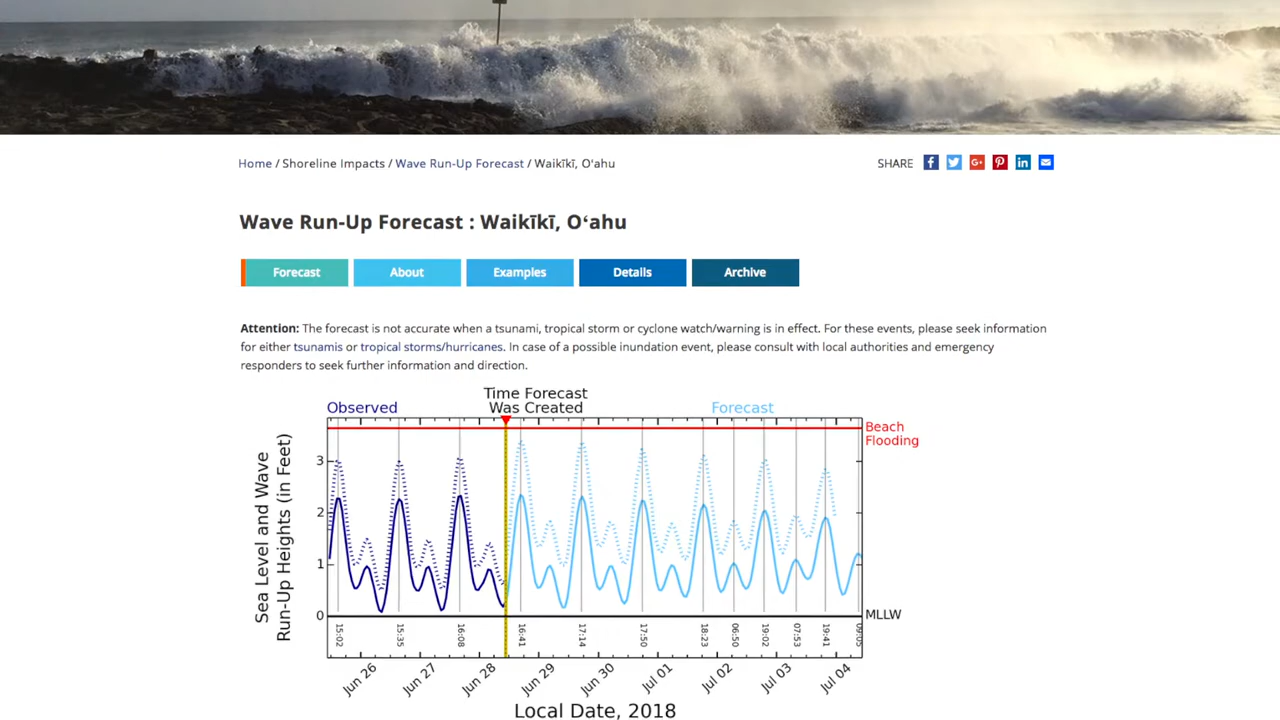 Home / Shoreline Impacts / Wave Run-Up Forecast / Waikīkī, O'ahu
SHARE
Wave Run-Up Forecast : Waikīkī, Oʻahu
Forecast
About
Examples
Details
Archive
Attention: The forecast is not accurate when a tsunami, tropical storm or cyclone watch/warning is in effect. For these events, please seek information
for either tsunamis or tropical storms/hurricanes. In case of a possible inundation event, please consult with local authorities and emergency
responders to seek further information and direction.
Time Forecast
Was Created
Observed
Forecast
Beach
Flooding
Sea Level and Wave
Run-Up Heights (in Feet)
3
2
1
0
MLLW
15:02
15:35
16:08
16:41
17:14
17:50
18:23
06:50
19:02
07:53
19:41
09:05
Jun 26
Jun 27
Jun 28
Jun 29
Jun 30
Jul 01
Jul 02
Jul 03
Jul 04
Local Date, 2018